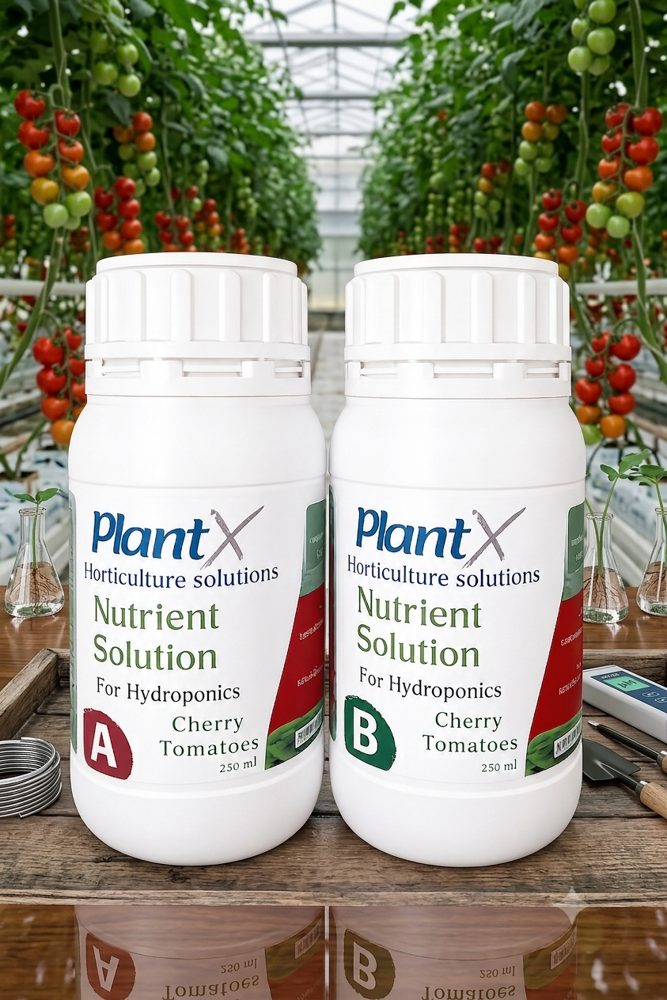 PlantX
Horticulture solutions
Nutrient
Solution
For Hydroponics
A
Cherry
Tomatoes
250 ml
PlantX
Horticulture solutions
Nutrient
Solution
For Hydroponics
B
Cherry
Tomatoes
250 ml